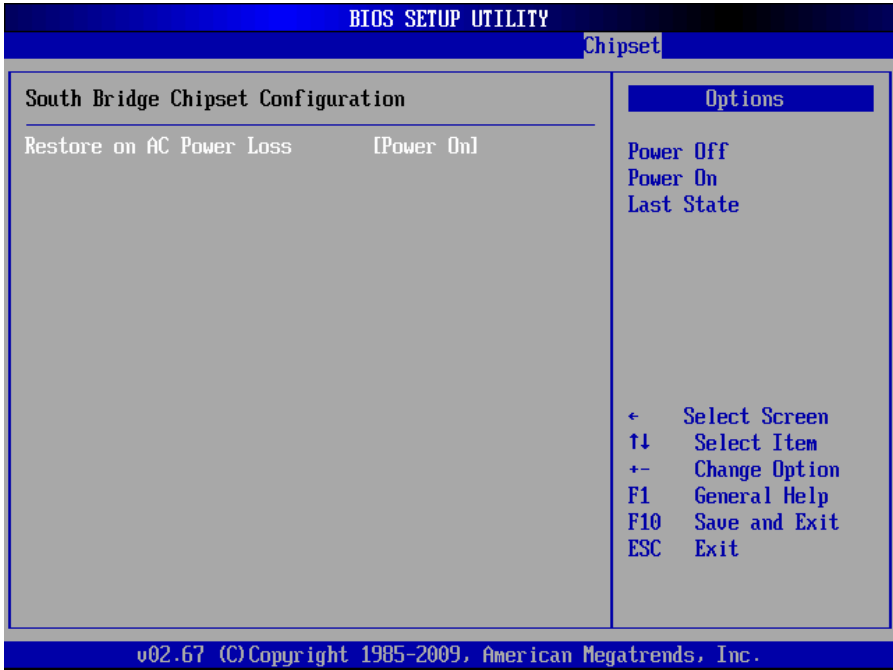 BIOS SETUP UTILITY
Chipset
South Bridge Chipset Configuration
Restore on AC Power Loss [Power On]
Options
Power Off
Power On
Last State
← Select Screen
↑↓ Select Item
+- Change Option
F1 General Help
F10 Save and Exit
ESC Exit
v02.67 (C)Copyright 1985-2009, American Megatrends, Inc.